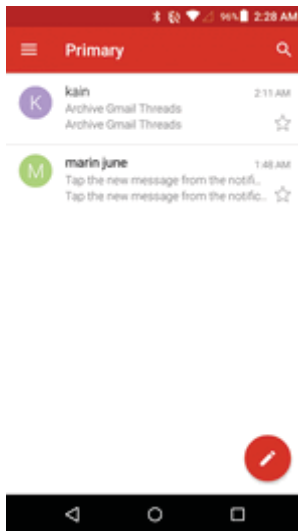 96% 2:28 AM
Primary
K
kain 2:11 AM
Archive Gmail Threads
Archive Gmail Threads
M
marin june 1:48 AM
Tap the new message from the notifi..
Tap the new message from the notific..